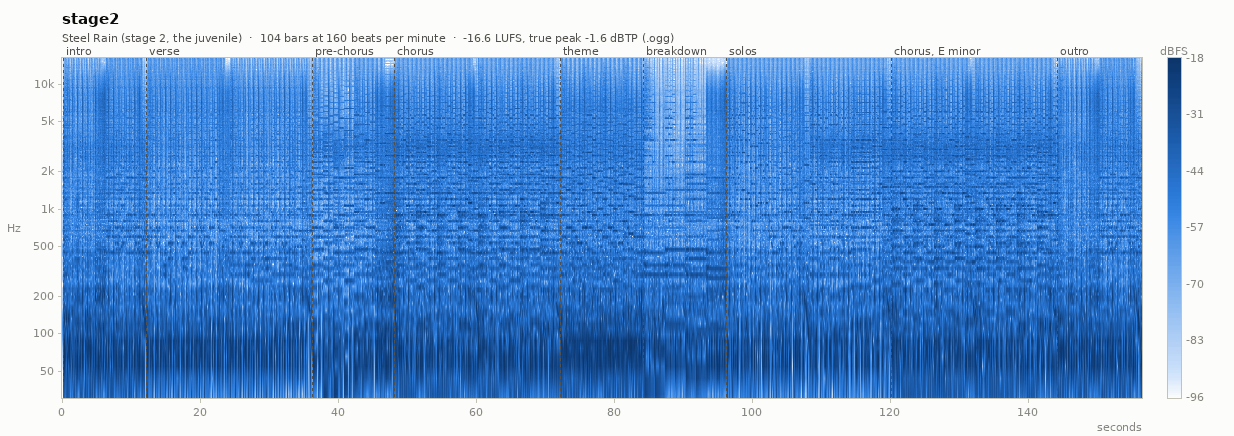 stage2
Steel Rain (stage 2, the juvenile)  ·  104 bars at 160 beats per minute  ·  -16.6 LUFS, true peak -1.6 dBTP (.ogg)
intro verse pre-chorus chorus theme breakdown solos chorus, E minor outro dBFS
10k
5k
2k
1k
Hz
500
200
100
50
-18
-31
-44
-57
-70
-83
-96
0 20 40 60 80 100 120 140
seconds